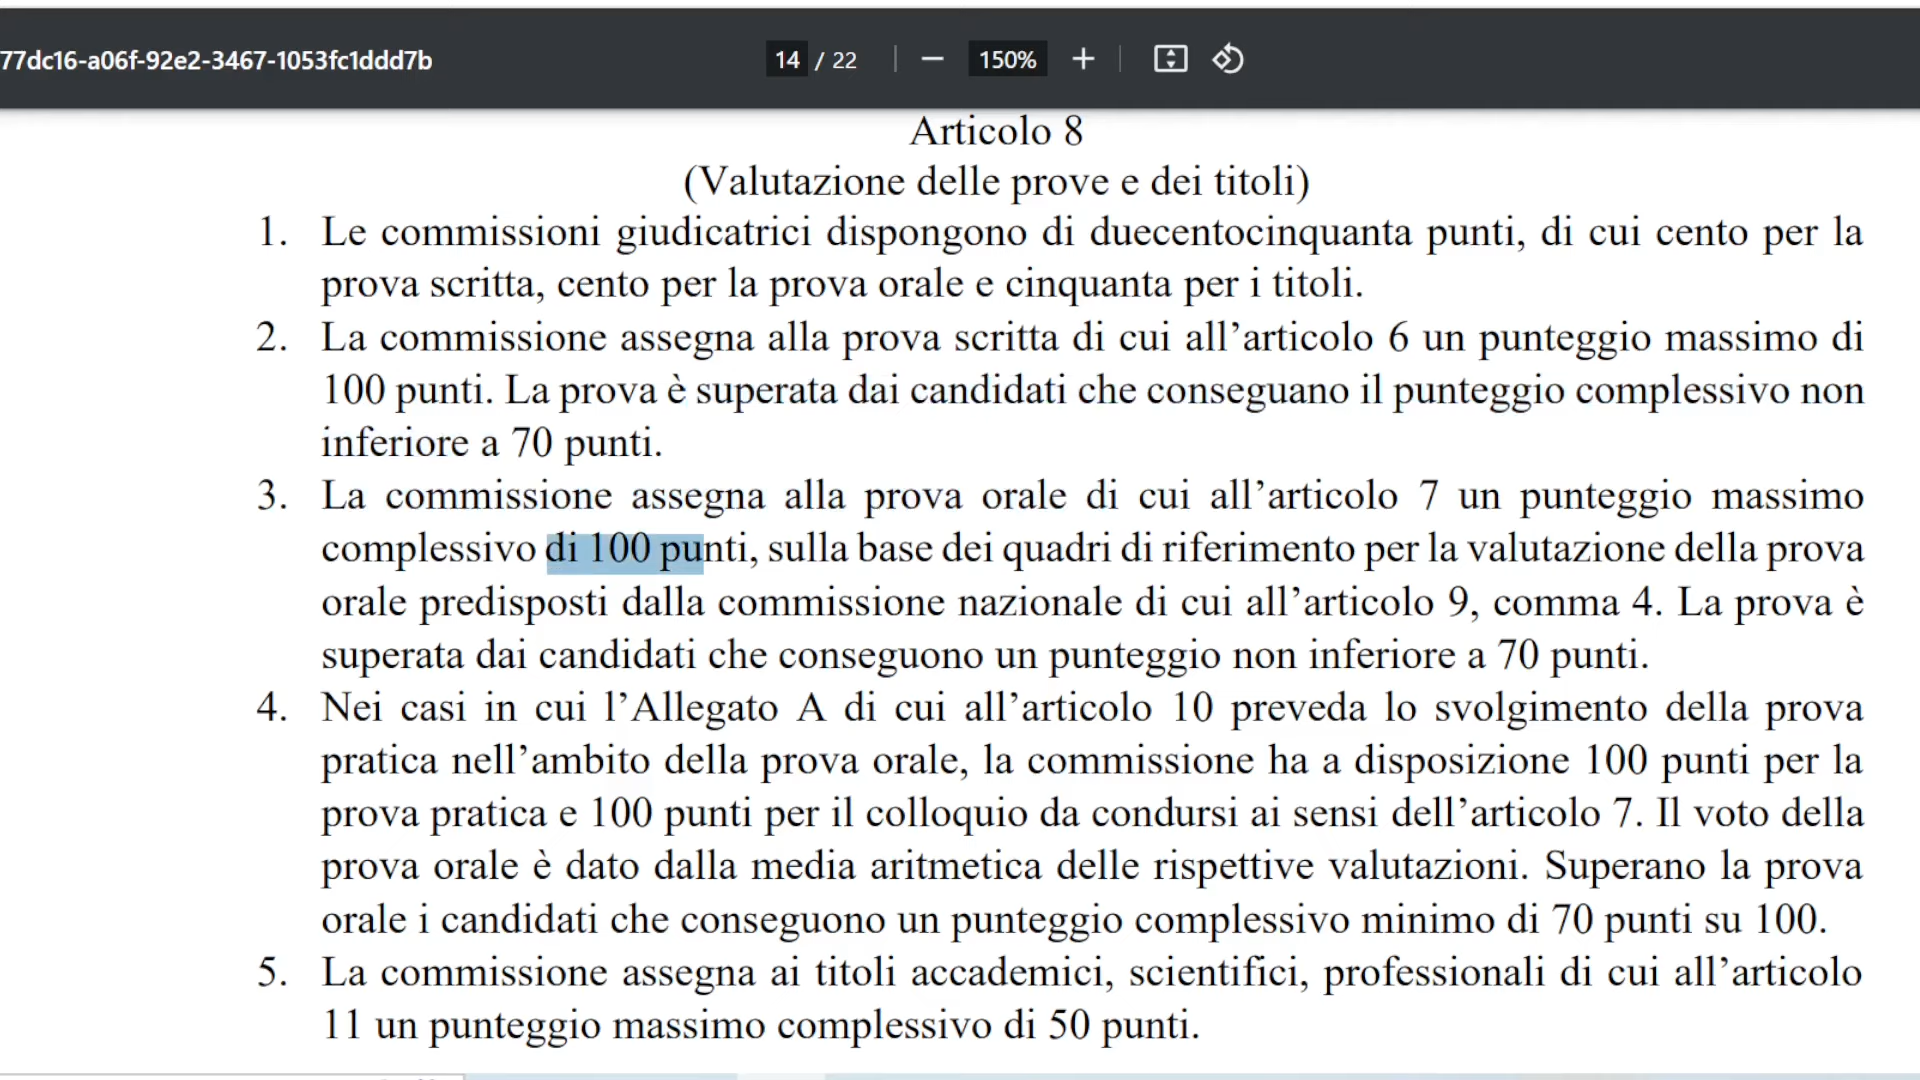 77dc16-a06f-92e2-3467-1053fc1ddd7b
14 / 22
150%
Articolo 8
(Valutazione delle prove e dei titoli)
1. Le commissioni giudicatrici dispongono di duecentocinquanta punti, di cui cento per la
prova scritta, cento per la prova orale e cinquanta per i titoli.
2. La commissione assegna alla prova scritta di cui all’articolo 6 un punteggio massimo di
100 punti. La prova è superata dai candidati che conseguano il punteggio complessivo non
inferiore a 70 punti.
3. La commissione assegna alla prova orale di cui all’articolo 7 un punteggio massimo
complessivo di 100 punti, sulla base dei quadri di riferimento per la valutazione della prova
orale predisposti dalla commissione nazionale di cui all’articolo 9, comma 4. La prova è
superata dai candidati che conseguono un punteggio non inferiore a 70 punti.
4. Nei casi in cui l’Allegato A di cui all’articolo 10 preveda lo svolgimento della prova
pratica nell’ambito della prova orale, la commissione ha a disposizione 100 punti per la
prova pratica e 100 punti per il colloquio da condursi ai sensi dell’articolo 7. Il voto della
prova orale è dato dalla media aritmetica delle rispettive valutazioni. Superano la prova
orale i candidati che conseguono un punteggio complessivo minimo di 70 punti su 100.
5. La commissione assegna ai titoli accademici, scientifici, professionali di cui all’articolo
11 un punteggio massimo complessivo di 50 punti.